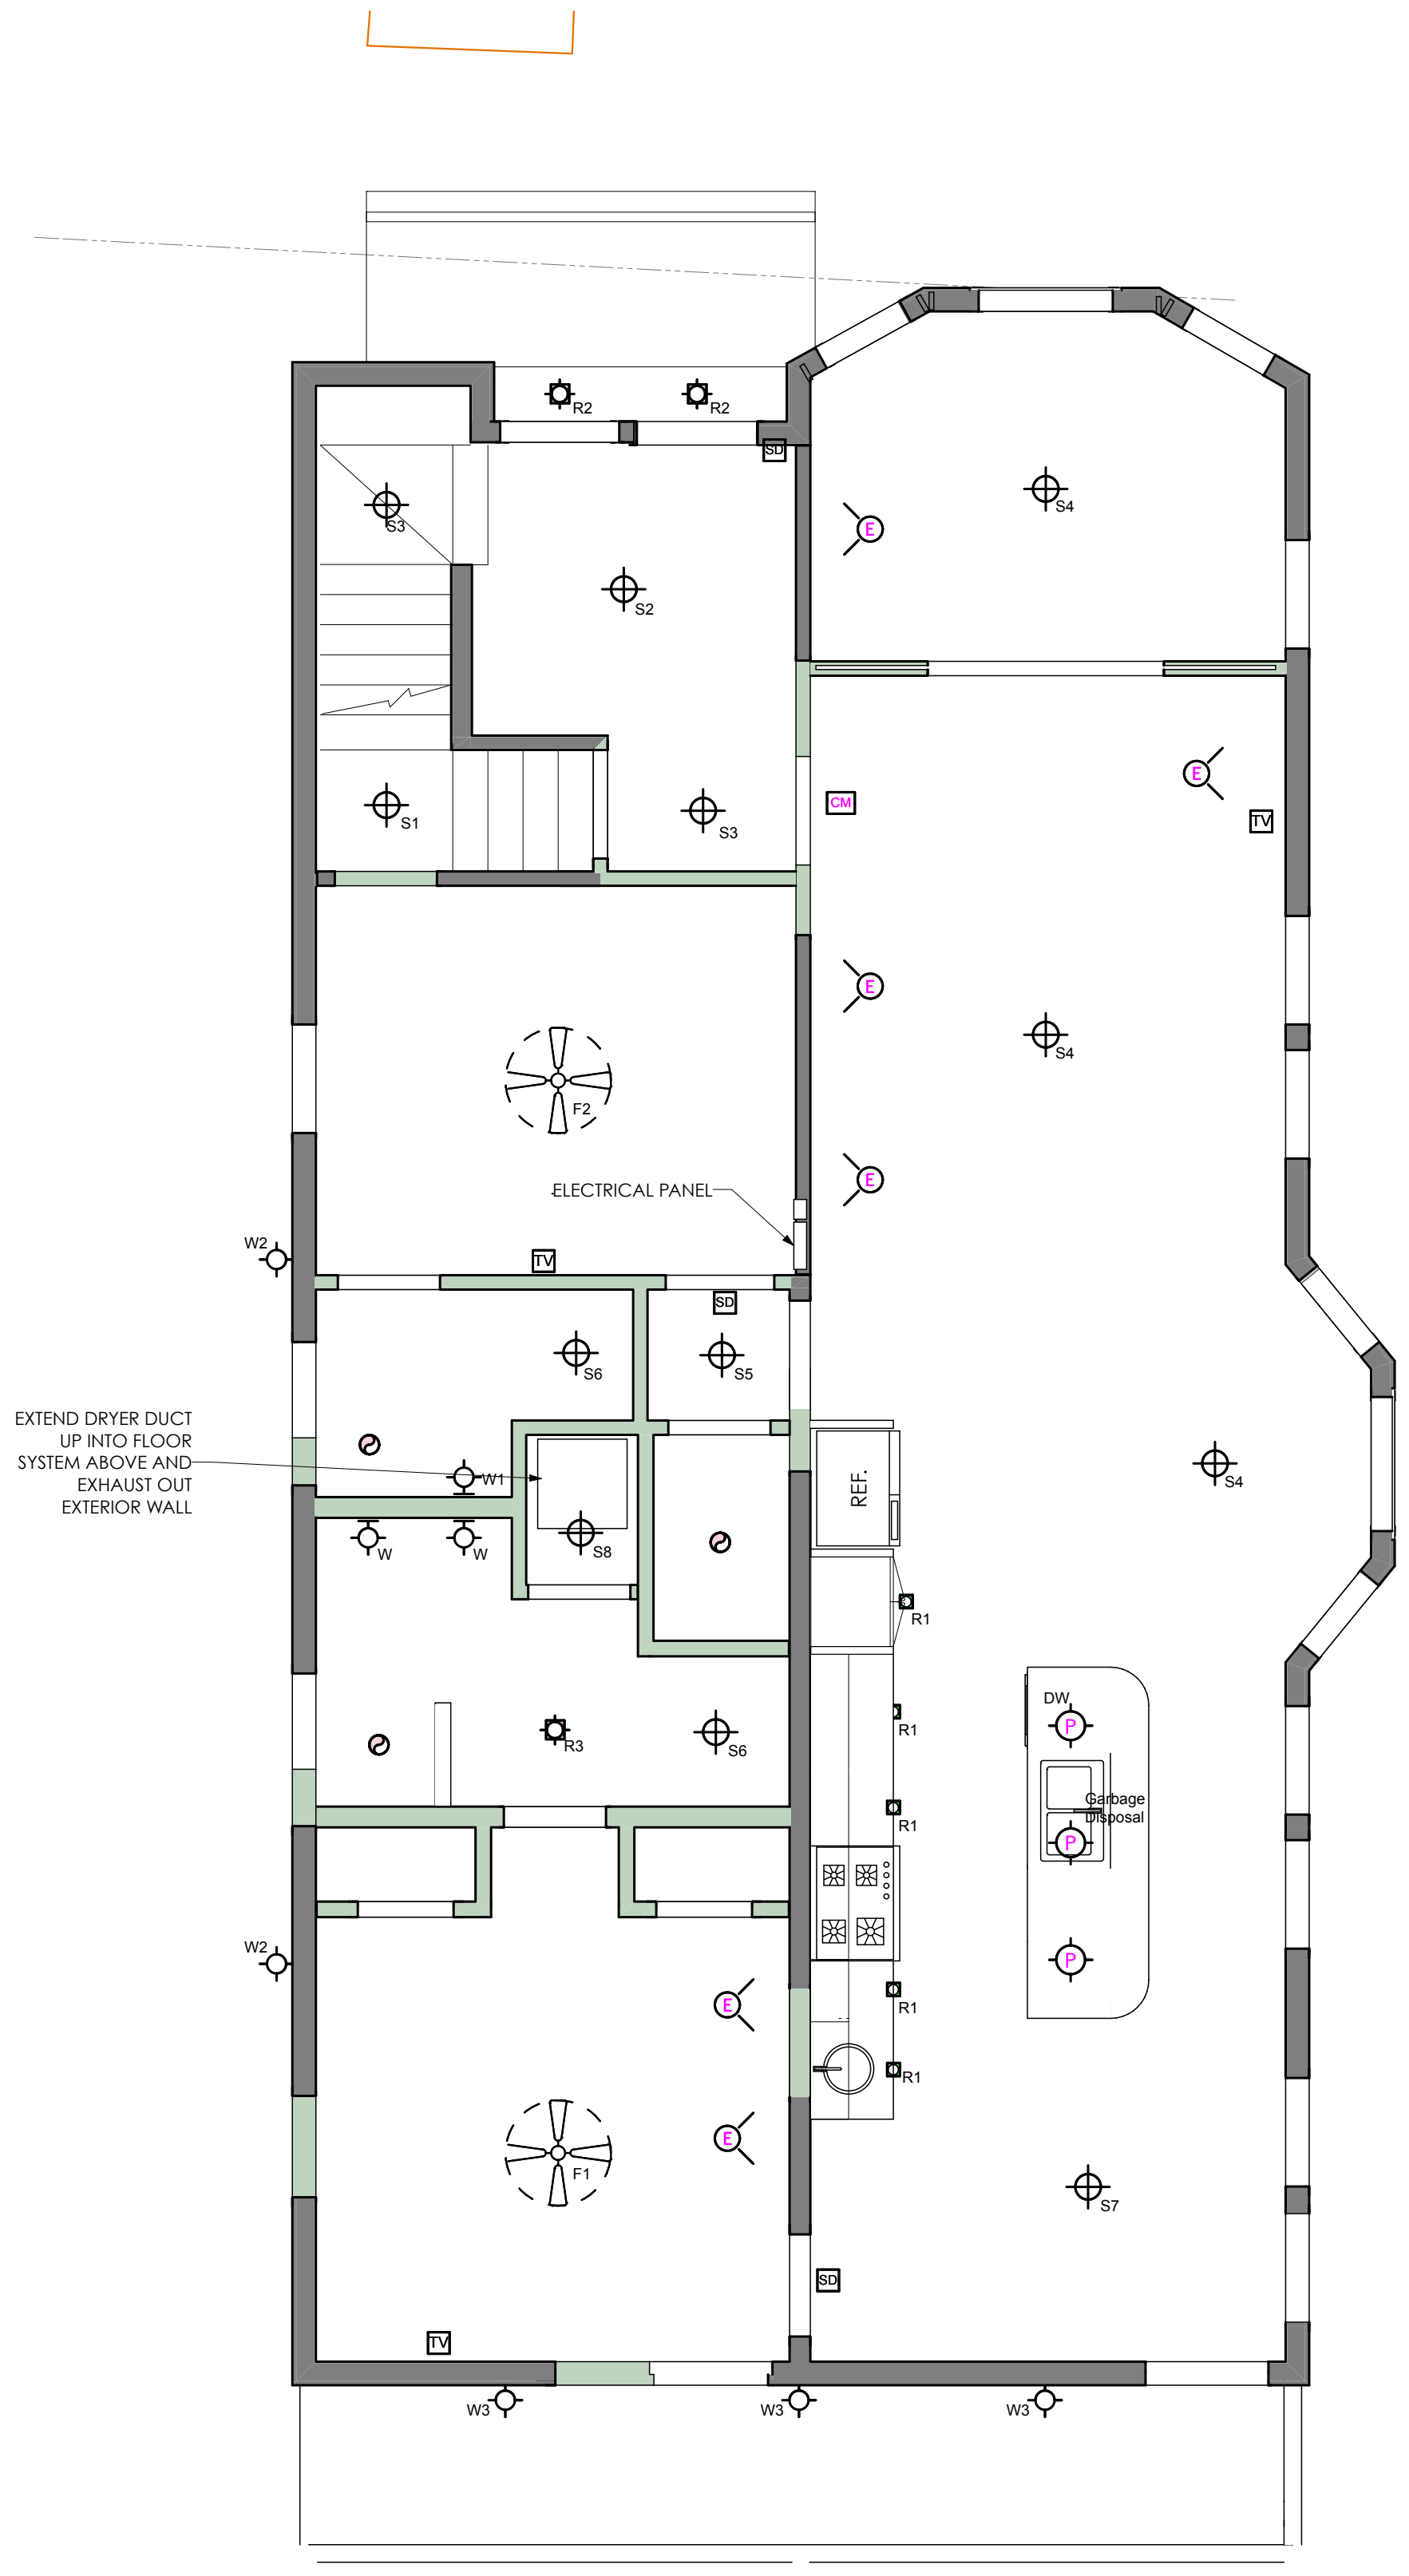 R2
R2
SD
S4
S3
E
S2
E
CM
TV
S1
S3
E
S4
F2
E
ELECTRICAL PANEL
W2
TV
SD
S6
S5
EXTEND DRYER DUCT
UP INTO FLOOR
SYSTEM ABOVE AND
EXHAUST OUT
EXTERIOR WALL
W1
REF.
S4
W
W
S8
R1
DW
P
R1
R3
S6
Garbage
Disposal
R1
P
W2
P
E
R1
R1
E
F1
S7
SD
TV
W3
W3
W3